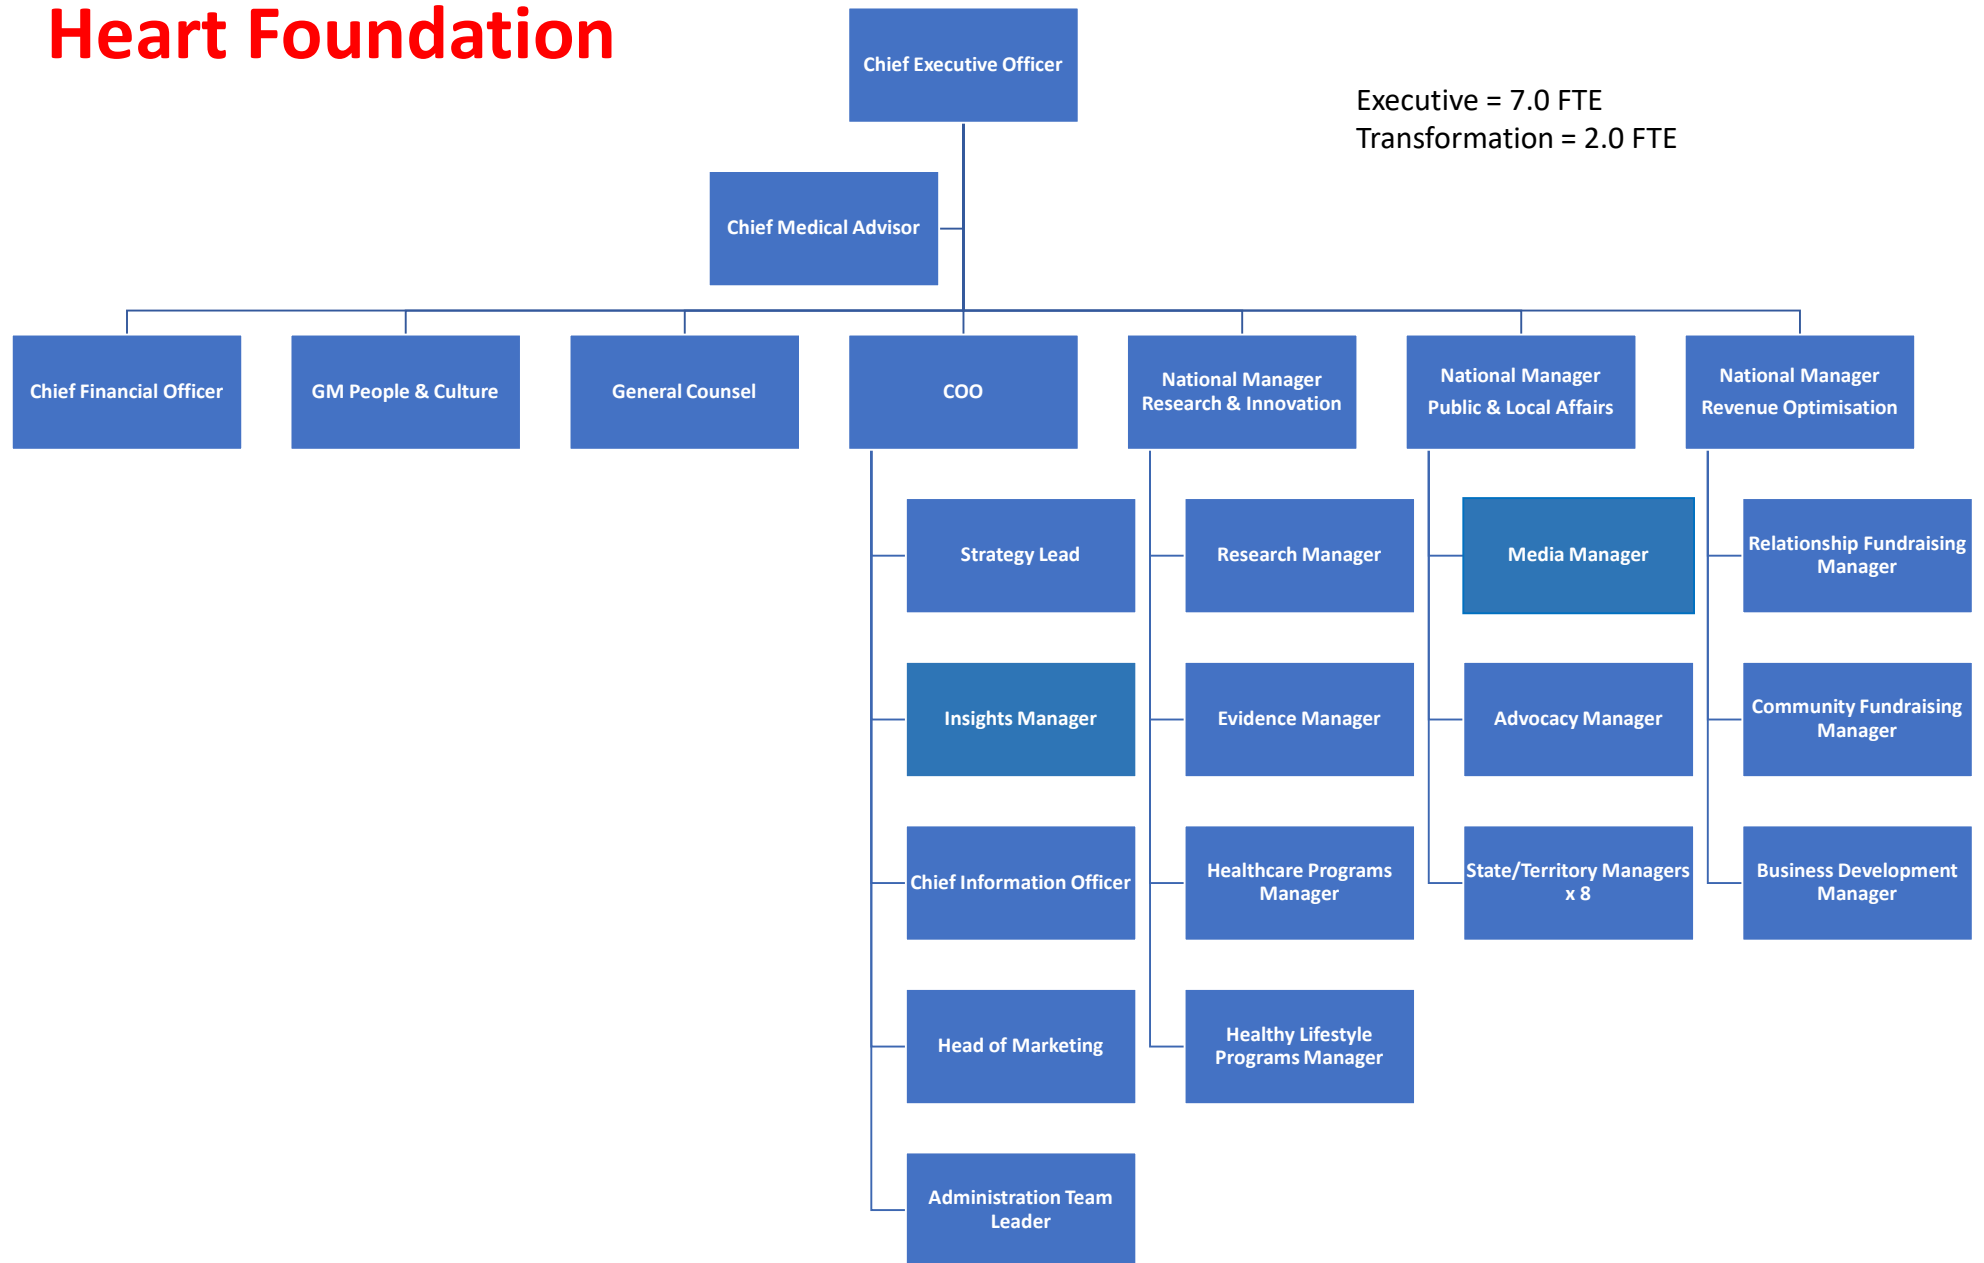 Heart Foundation
Chief Executive Officer
Executive = 7.0 FTE
Transformation = 2.0 FTE
Chief Medical Advisor
Chief Financial Officer
GM People & Culture
General Counsel
COO
National Manager
Research & Innovation
National Manager
Public & Local Affairs
National Manager
Revenue Optimisation
Strategy Lead
Research Manager
Media Manager
Relationship Fundraising
Manager
Insights Manager
Evidence Manager
Advocacy Manager
Community Fundraising
Manager
Chief Information Officer
Healthcare Programs
Manager
State/Territory Managers
x 8
Business Development
Manager
Head of Marketing
Healthy Lifestyle
Programs Manager
Administration Team
Leader